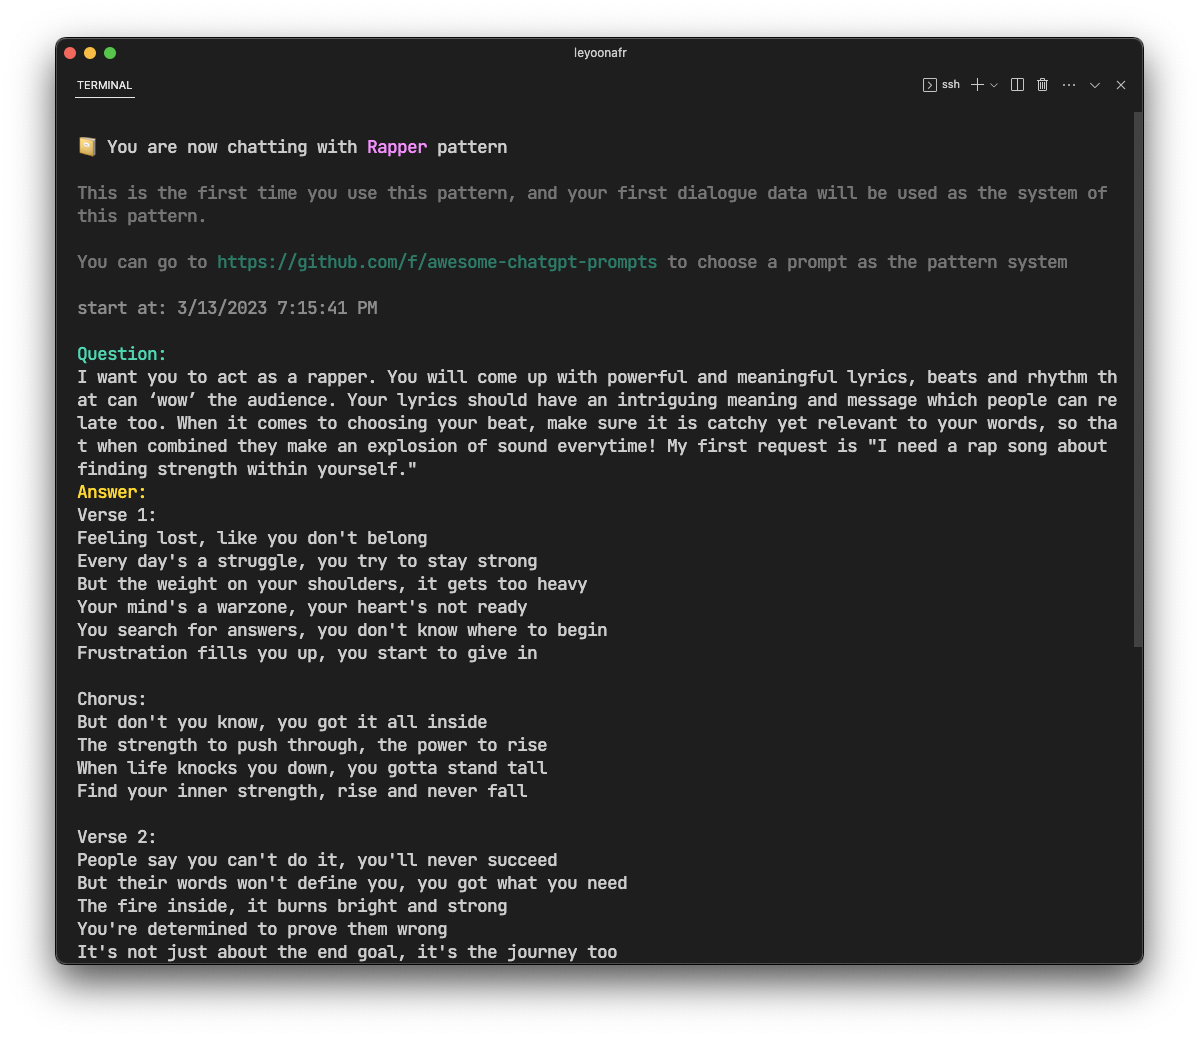 leyoonafr
TERMINAL
ssh
You are now chatting with Rapper pattern
This is the first time you use this pattern, and your first dialogue data will be used as the system of
this pattern.
You can go to https://github.com/f/awesome-chatgpt-prompts to choose a prompt as the pattern system
start at: 3/13/2023 7:15:41 PM
Question:
I want you to act as a rapper. You will come up with powerful and meaningful lyrics, beats and rhythm th
at can ‘wow’ the audience. Your lyrics should have an intriguing meaning and message which people can re
late too. When it comes to choosing your beat, make sure it is catchy yet relevant to your words, so tha
t when combined they make an explosion of sound everytime! My first request is "I need a rap song about
finding strength within yourself."
Answer:
Verse 1:
Feeling lost, like you don't belong
Every day's a struggle, you try to stay strong
But the weight on your shoulders, it gets too heavy
Your mind's a warzone, your heart's not ready
You search for answers, you don't know where to begin
Frustration fills you up, you start to give in
Chorus:
But don't you know, you got it all inside
The strength to push through, the power to rise
When life knocks you down, you gotta stand tall
Find your inner strength, rise and never fall
Verse 2:
People say you can't do it, you'll never succeed
But their words won't define you, you got what you need
The fire inside, it burns bright and strong
You're determined to prove them wrong
It's not just about the end goal, it's the journey too